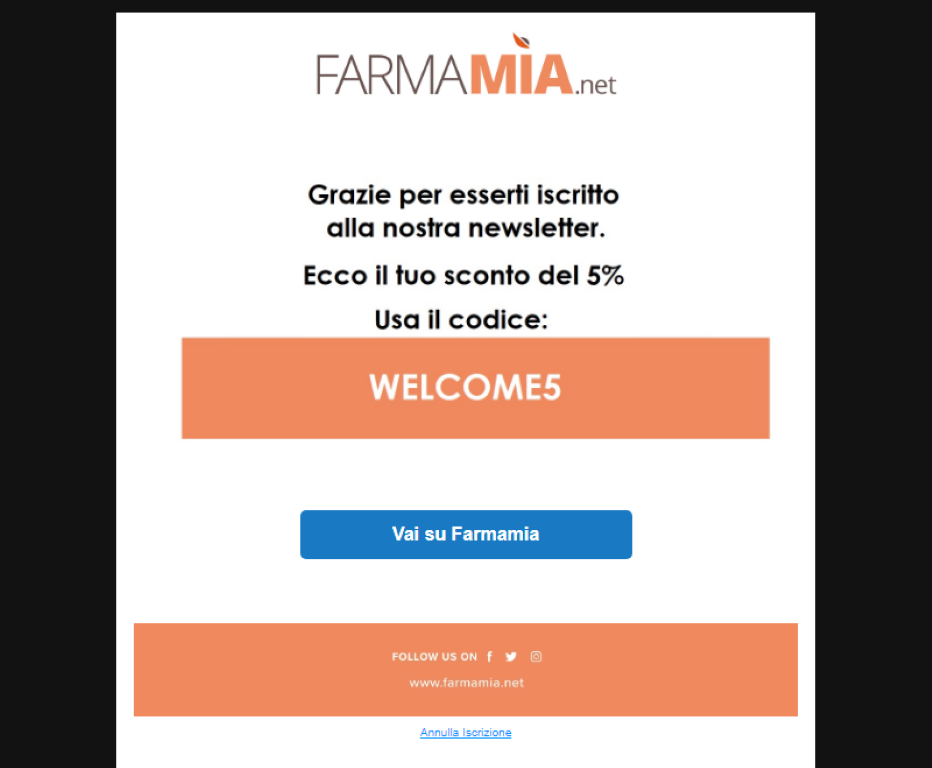 FARMAMÌA.net
Grazie per esserti iscritto
alla nostra newsletter.
Ecco il tuo sconto del 5%
Usa il codice:
WELCOME5
Vai su Farmamia
FOLLOW US ON
www.farmamia.net
Annulla Iscrizione